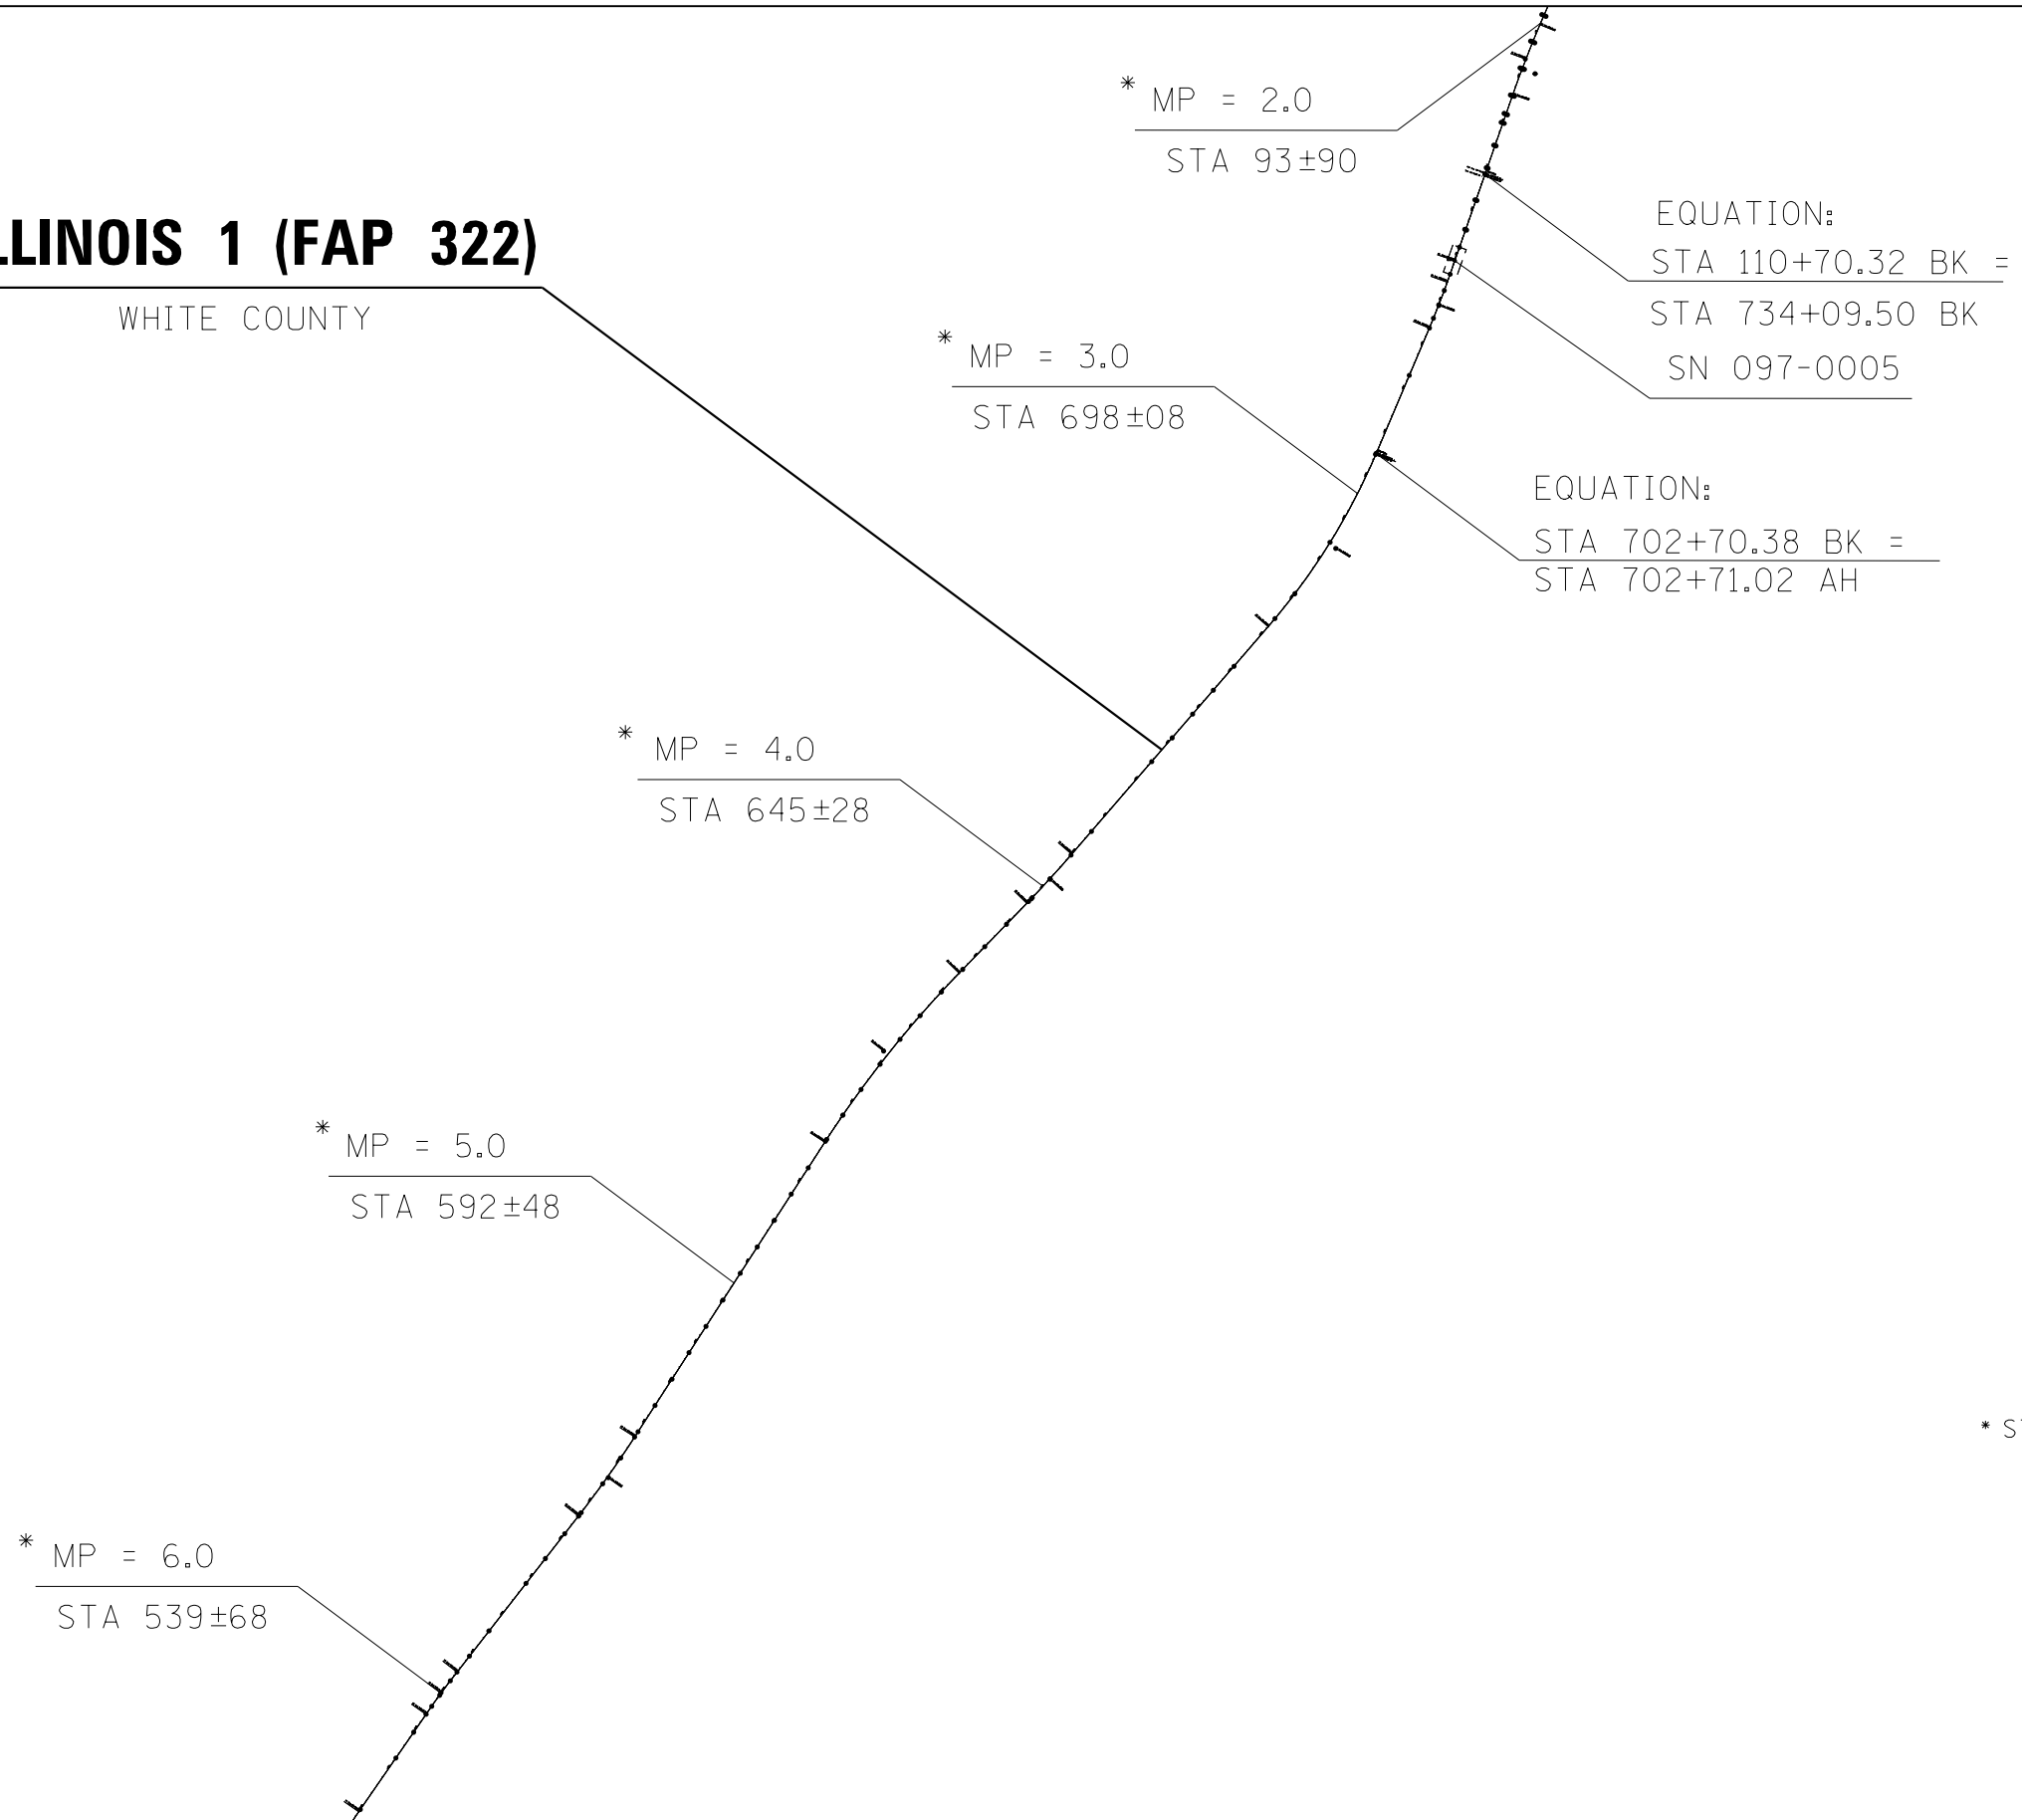 * MP = 2.0
STA 93±90
LLINOIS 1 (FAP 322)
WHITE COUNTY
EQUATION:
STA 110+70.32 BK =
STA 734+09.50 BK
SN 097-0005
* MP = 3.0
STA 698±08
EQUATION:
STA 702+70.38 BK =
STA 702+71.02 AH
* MP = 4.0
STA 645±28
* MP = 5.0
STA 592±48
* MP = 6.0
STA 539±68